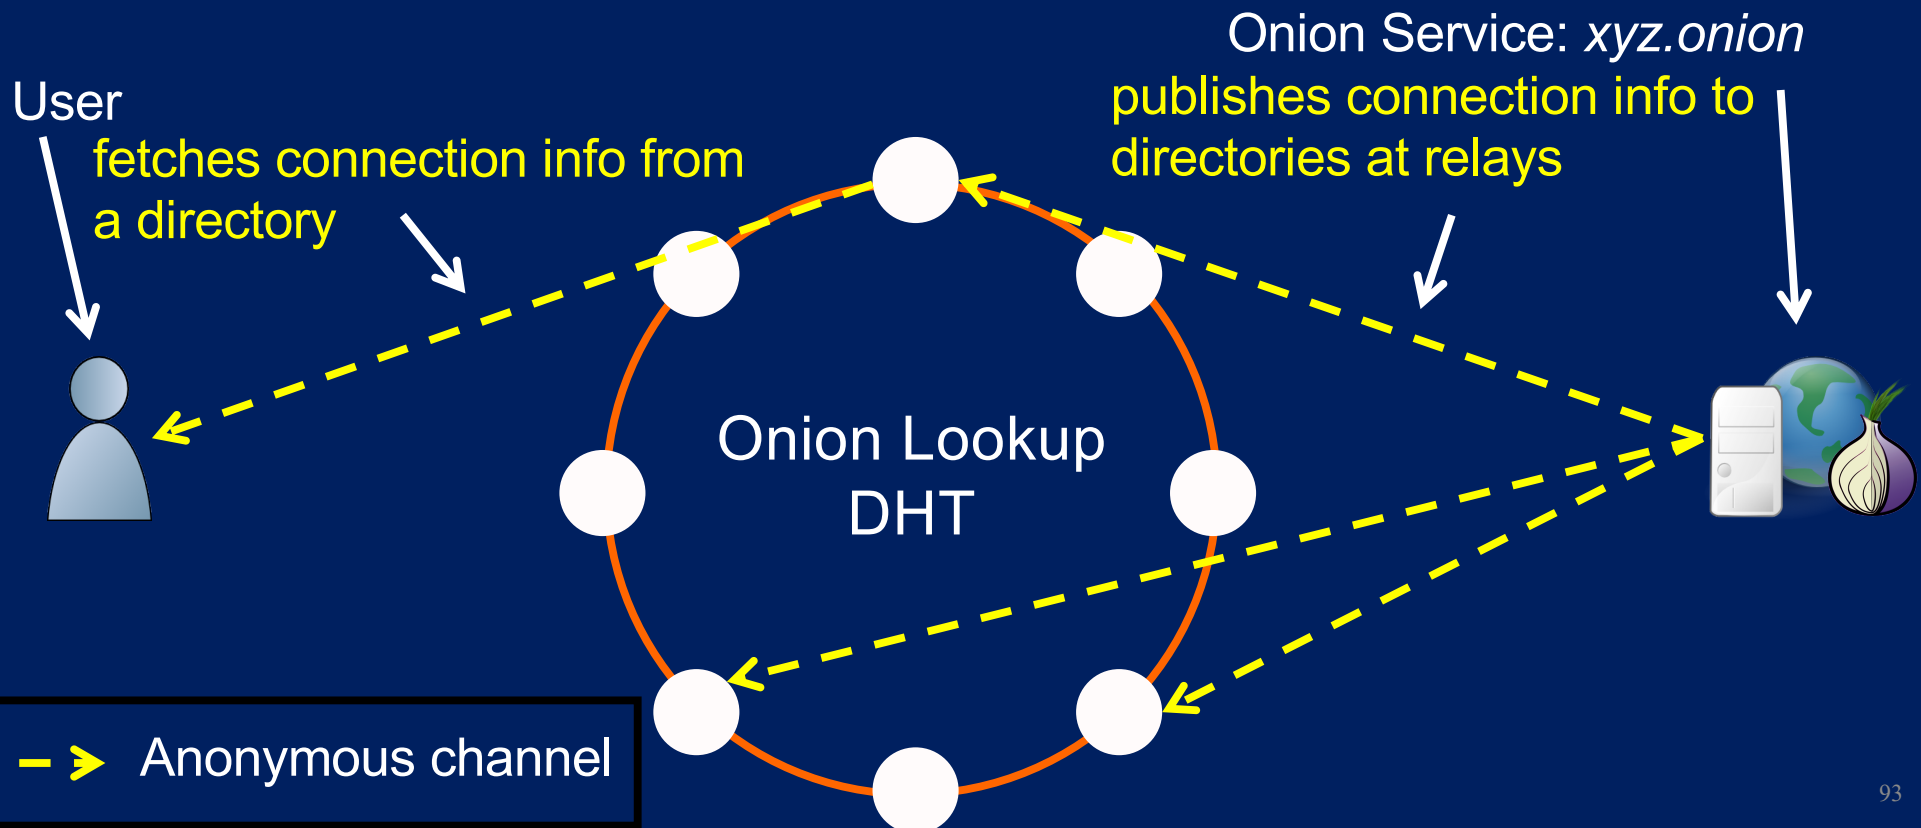 Onion Service: xyz.onion
publishes connection info to
directories at relays
User
fetches connection info from
a directory
Onion Lookup
DHT
Anonymous channel
93